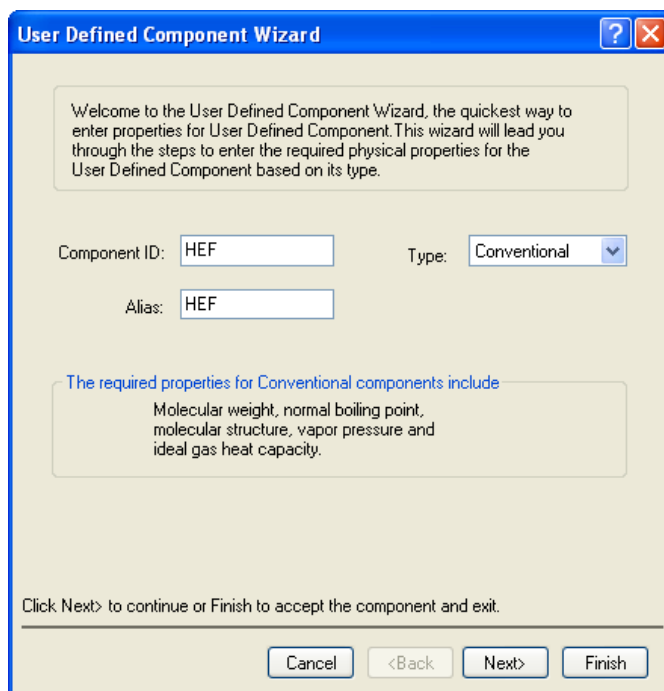 User Defined Component Wizard
Welcome to the User Defined Component Wizard, the quickest way to
enter properties for User Defined Component.This wizard will lead you
through the steps to enter the required physical properties for the
User Defined Component based on its type.
Component ID: HEF Type: Conventional
Alias: HEF
The required properties for Conventional components include
Molecular weight, normal boiling point,
molecular structure, vapor pressure and
ideal gas heat capacity.
Click Next> to continue or Finish to accept the component and exit.
Cancel <Back Next> Finish